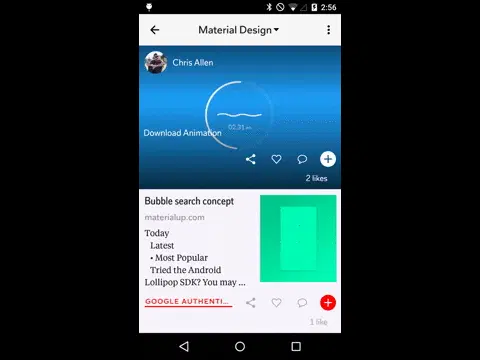 2:56
Material Design
Chris Allen
02:31
Download Animation
2 likes
Bubble search concept
materialup.com
Today
Latest
• Most Popular
Tried the Android
Lollipop SDK? You may ...
GOOGLE AUTHENTI...
1 like